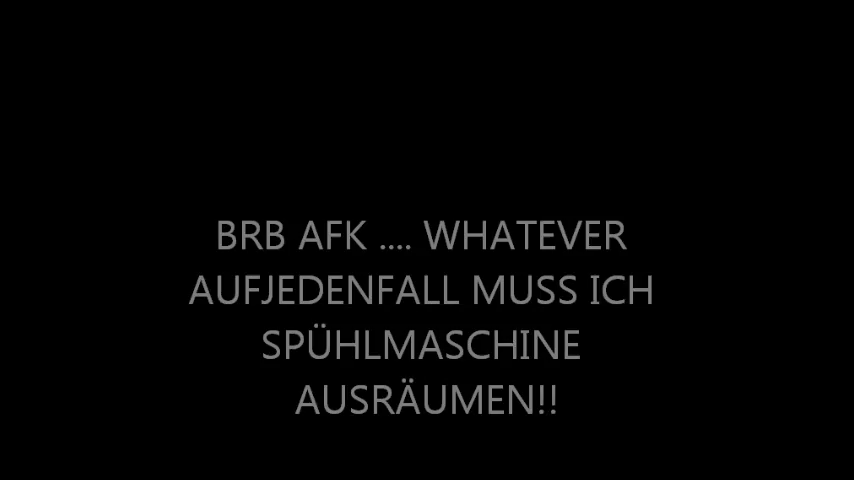 BRB AFK .... WHATEVER
AUFJEDENFALL MUSS ICH
SPÜHLMASCHINE
AUSRÄUMEN!!